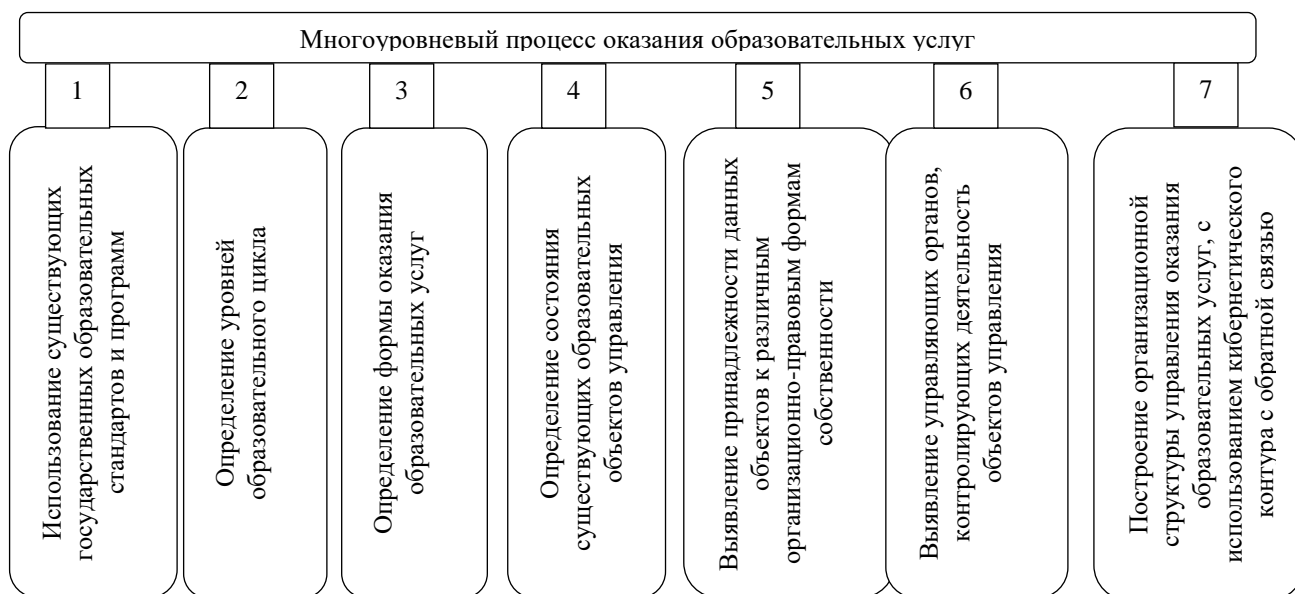 Многоуровневый процесс оказания образовательных услуг
1
2
3
4
5
6
7
Использование существующих
государственных образовательных
стандартов и программ
Определение уровней
образовательного цикла
Определение формы оказания
образовательных услуг
Определение состояния
существующих образовательных
объектов управления
Выявление принадлежности данных
объектов к различным
организационно-правовым формам
собственности
Выявление управляющих органов,
контролирующих деятельность
объектов управления
Построение организационной
структуры управления оказания
образовательных услуг, с
использованием кибернетического
контура с обратной связью